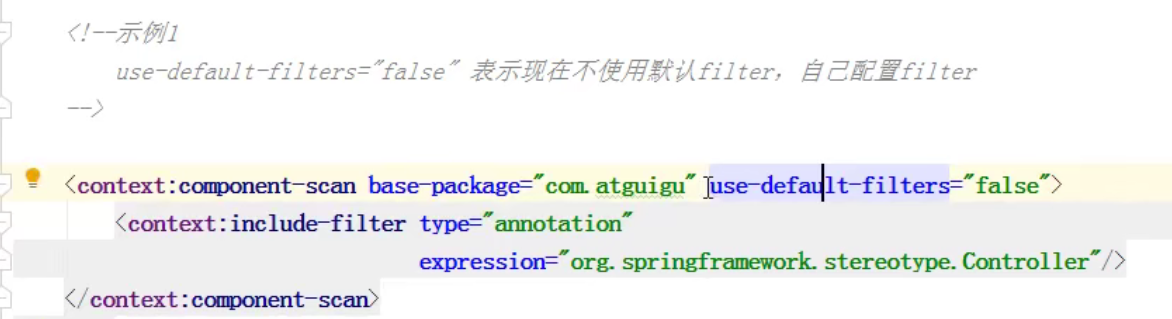 <!--示例1
use-default-filters="false" 表示现在不使用默认filter，自己配置filter
-->
<context:component-scan base-package="com.atguigu" use-default-filters="false">
<context:include-filter type="annotation"
expression="org.springframework.stereotype.Controller"/>
</context:component-scan>